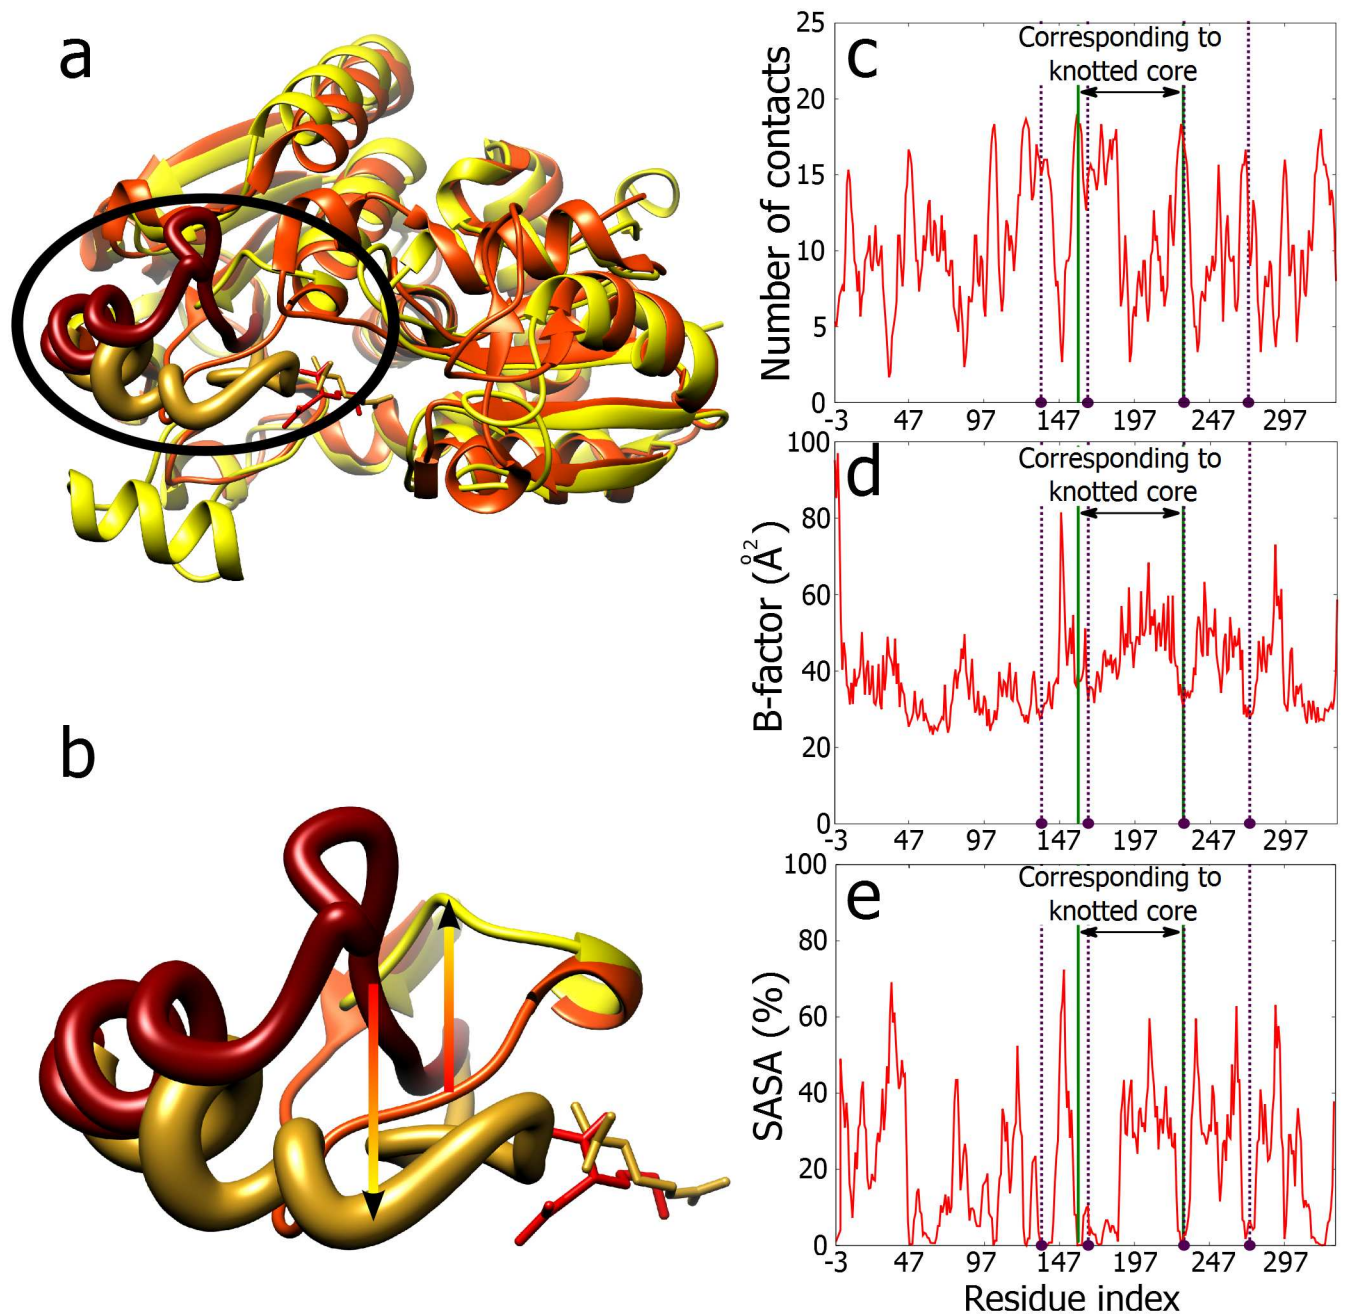 a
b
c
Corresponding to
knotted core
Number of contacts
25
20
15
10
5
0
-3 47 97 147 197 247 297
d
Corresponding to
knotted core
B-factor (Å²)
100
80
60
40
20
0
-3 47 97 147 197 247 297
e
Corresponding to
knotted core
SASA (%)
100
80
60
40
20
0
-3 47 97 147 197 247 297
Residue index